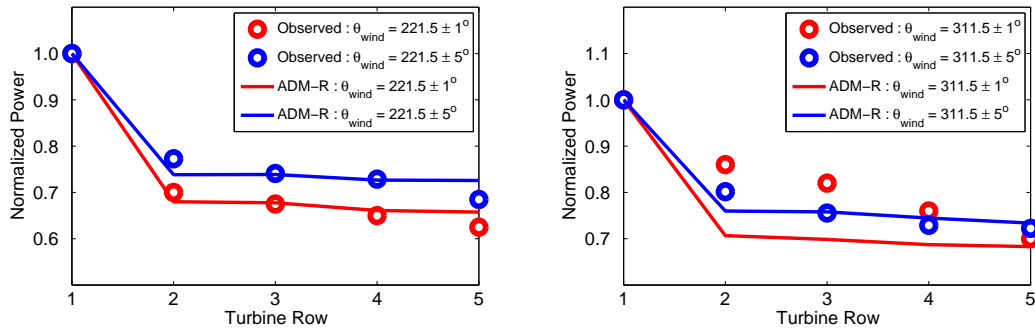 Observed : θwind = 221.5 ± 1°
Observed : θwind = 221.5 ± 5°
ADM−R : θwind = 221.5 ± 1°
ADM−R : θwind = 221.5 ± 5°
1.0
0.9
0.8
0.7
0.6
Normalized Power
1 2 3 4 5
Turbine Row
Observed : θwind = 311.5 ± 1°
Observed : θwind = 311.5 ± 5°
ADM−R : θwind = 311.5 ± 1°
ADM−R : θwind = 311.5 ± 5°
1.1
1.0
0.9
0.8
0.7
Normalized Power
1 2 3 4 5
Turbine Row